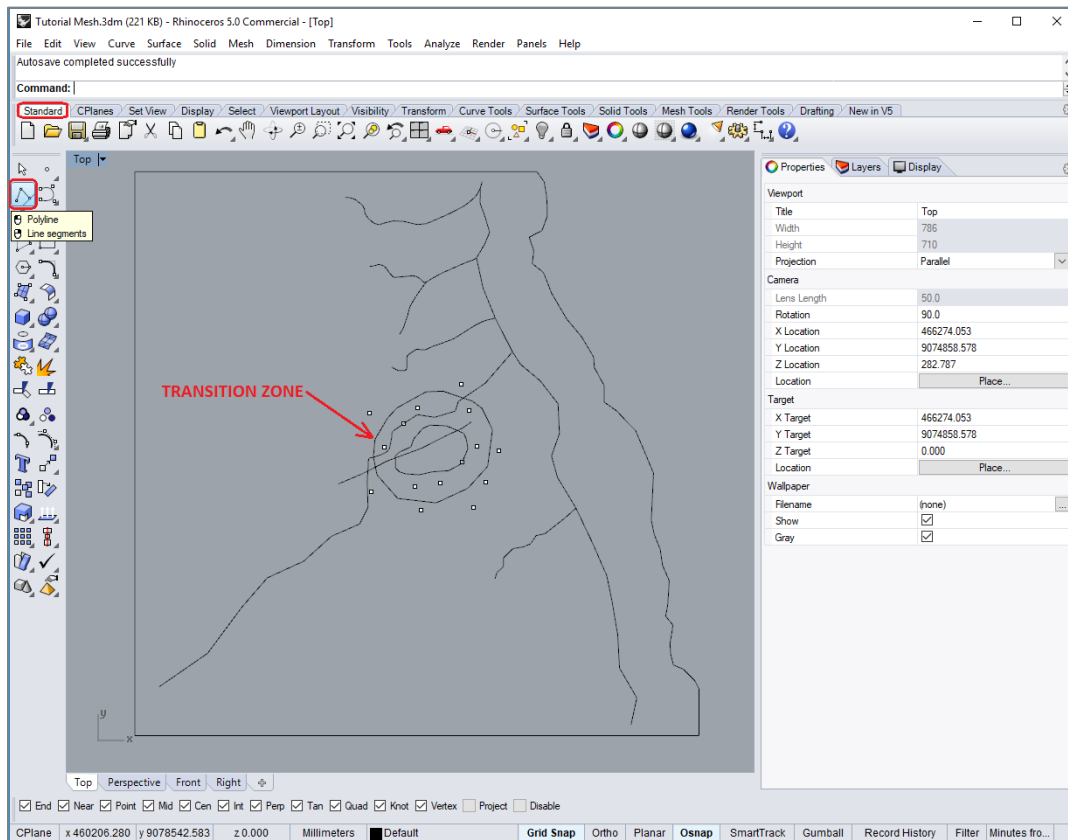 Tutorial Mesh.3dm (221 KB) - Rhinoceros 5.0 Commercial - [Top]
File Edit View Curve Surface Solid Mesh Dimension Transform Tools Analyze Render Panels Help
Autosave completed successfully
Command:
Standard CPlanes Set View Display Select Viewport Layout Visibility Transform Curve Tools Surface Tools Solid Tools Mesh Tools Render Tools Drafting New in V5
Top
Polyline
Line segments
TRANSITION ZONE
y
x
Top Perspective Front Right
Properties Layers Display
Viewport
Title Top
Width 786
Height 710
Projection Parallel
Camera
Lens Length 50.0
Rotation 90.0
X Location 466274.053
Y Location 9074858.578
Z Location 282.787
Location Place...
Target
X Target 466274.053
Y Target 9074858.578
Z Target 0.000
Location Place...
Wallpaper
Filename (none) ...
Show
Gray
End Near Point Mid Cen Int Perp Tan Quad Knot Vertex Project Disable
CPlane x 460206.280 y 9078542.583 z 0.000 Millimeters Default Grid Snap Ortho Planar Osnap SmartTrack Gumball Record History Filter Minutes fro...